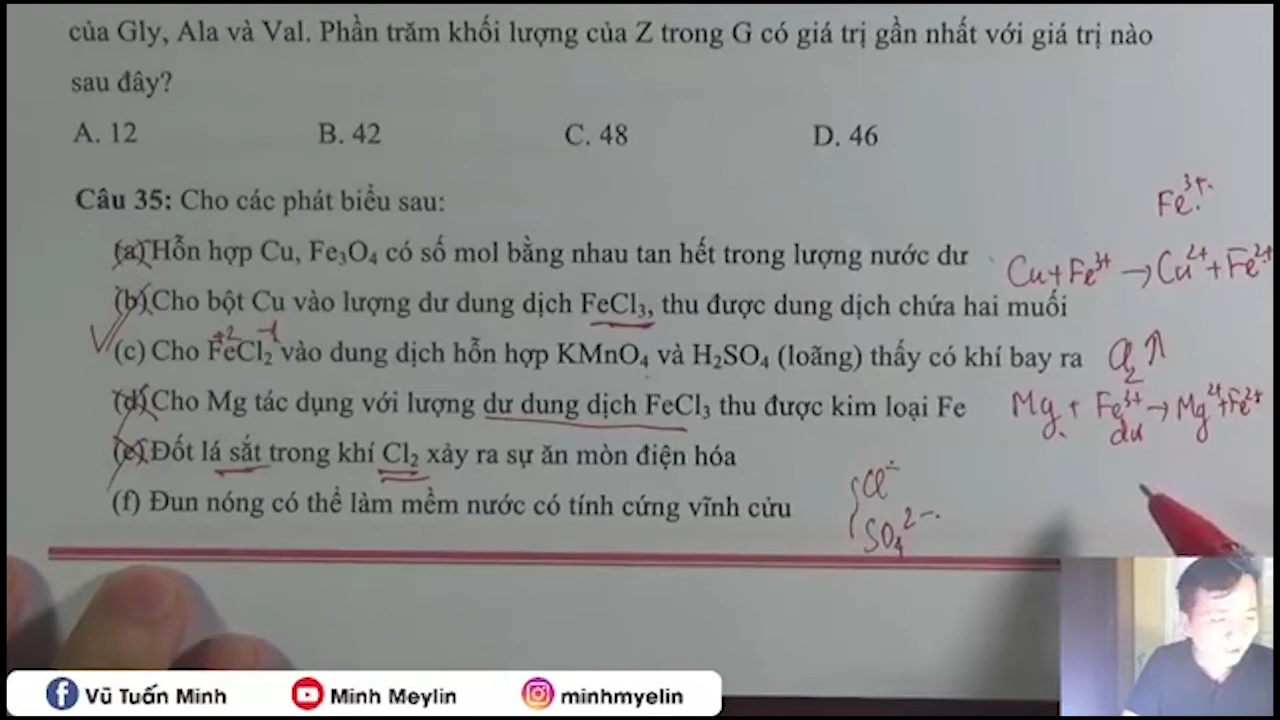 của Gly, Ala và Val. Phần trăm khối lượng của Z trong G có giá trị gần nhất với giá trị nào
sau đây?
A. 12 B. 42 C. 48 D. 46
Câu 35: Cho các phát biểu sau:
Fe³⁺
(a) Hỗn hợp Cu, Fe₃O₄ có số mol bằng nhau tan hết trong lượng nước dư
Cu + Fe³⁺ → Cu²⁺ + Fe²⁺
(b) Cho bột Cu vào lượng dư dung dịch FeCl₃, thu được dung dịch chứa hai muối
+2 -1
(c) Cho FeCl₂ vào dung dịch hỗn hợp KMnO₄ và H₂SO₄ (loãng) thấy có khí bay ra Cl₂ ↑
(d) Cho Mg tác dụng với lượng dư dung dịch FeCl₃ thu được kim loại Fe
Mg + Fe³⁺ → Mg²⁺ + Fe²⁺
dư
(e) Đốt lá sắt trong khí Cl₂ xảy ra sự ăn mòn điện hóa
(f) Đun nóng có thể làm mềm nước có tính cứng vĩnh cửu
Cl⁻
SO₄²⁻
Vũ Tuấn Minh Minh Meylin minhmyelin